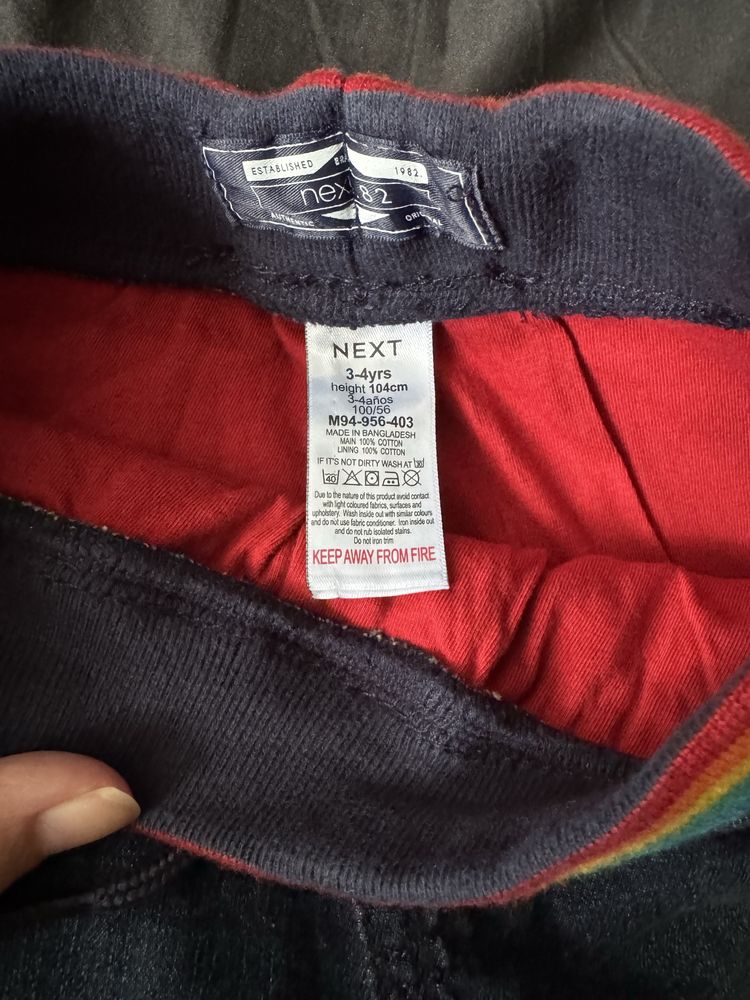 ESTABLISHED BRA 1982.
next 82
AUTHENTIC
NEXT
3-4yrs
height 104cm
3-4años
100/56
M94-956-403
MADE IN BANGLADESH
MAIN 100% COTTON
LINING 100% COTTON
IF IT'S NOT DIRTY WASH AT 30
40
Due to the nature of this product avoid contact
with light coloured fabrics, surfaces and
upholstery. Wash inside out with similar colours
and do not use fabric conditioner. Iron inside out
and do not rub isolated stains.
Do not iron trim
KEEP AWAY FROM FIRE